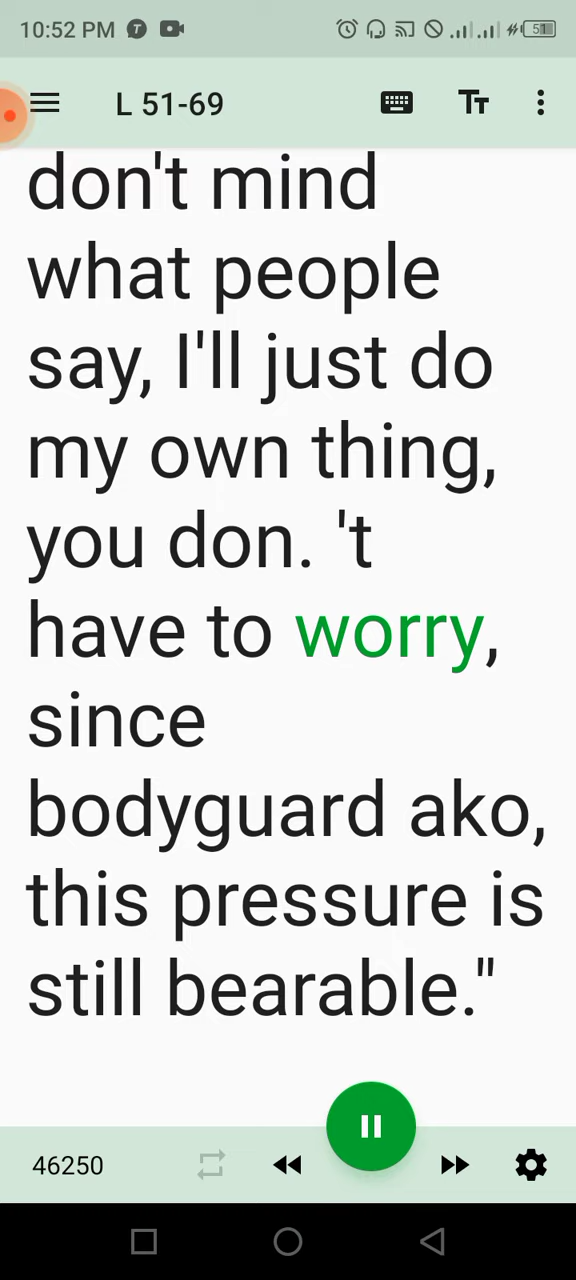 10:52 PM 51
L 51-69
don't mind
what people
say, I'll just do
my own thing,
you don. 't
have to worry,
since
bodyguard ako,
this pressure is
still bearable."
46250